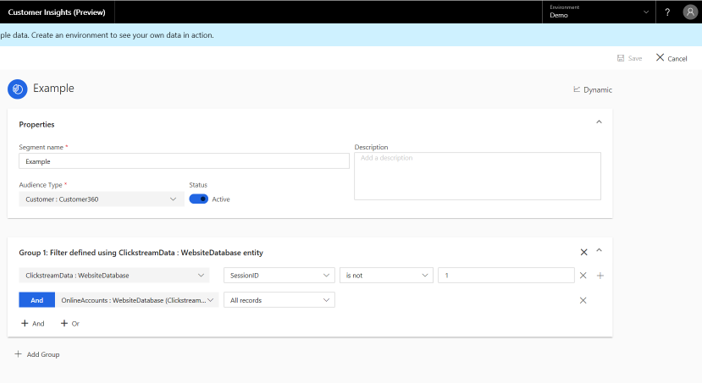 Customer Insights (Preview)
Environment
Demo
?
ple data. Create an environment to see your own data in action.
Save
Cancel
Example
Dynamic
Properties
Segment name *
Example
Description
Add a description
Audience Type *
Customer : Customer360
Status
Active
Group 1: Filter defined using ClickstreamData : WebsiteDatabase entity
ClickstreamData : WebsiteDatabase
SessionID
is not
1
And
OnlineAccounts : WebsiteDatabase (Clickstream...
All records
+ And
+ Or
+ Add Group